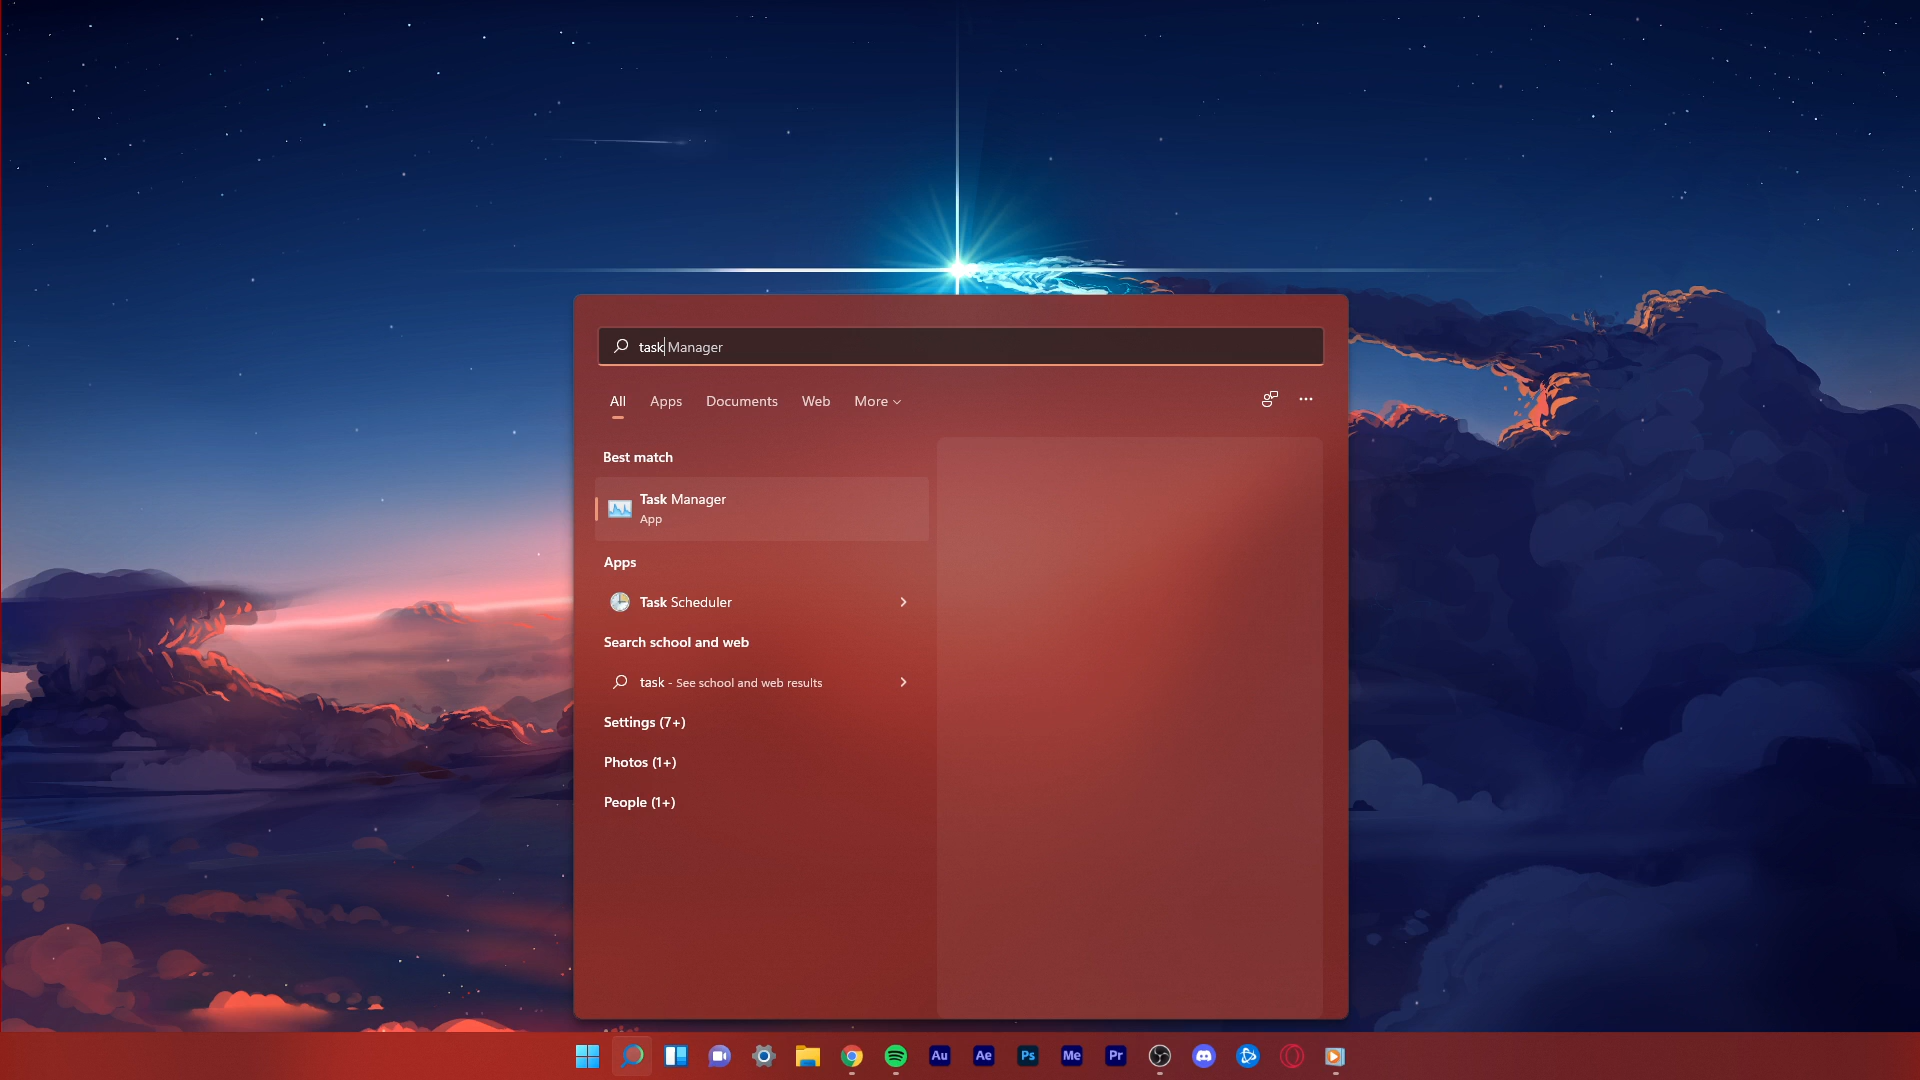 task Manager
All Apps Documents Web More
Best match
Task Manager
App
Apps
Task Scheduler
Search school and web
task - See school and web results
Settings (7+)
Photos (1+)
People (1+)
Au Ae Ps Me Pr